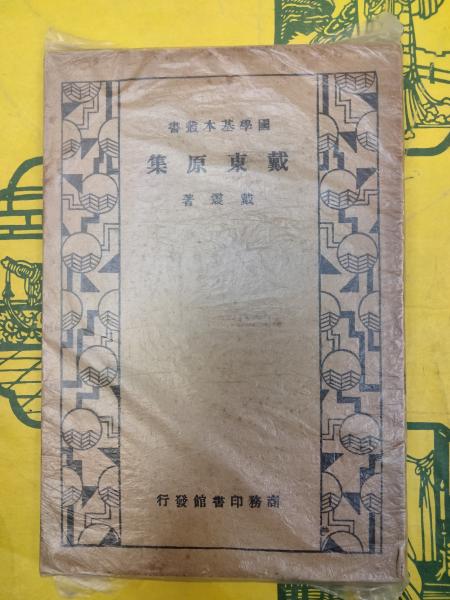 國學基本叢書
戴東原集
戴震著
商務印書館發行